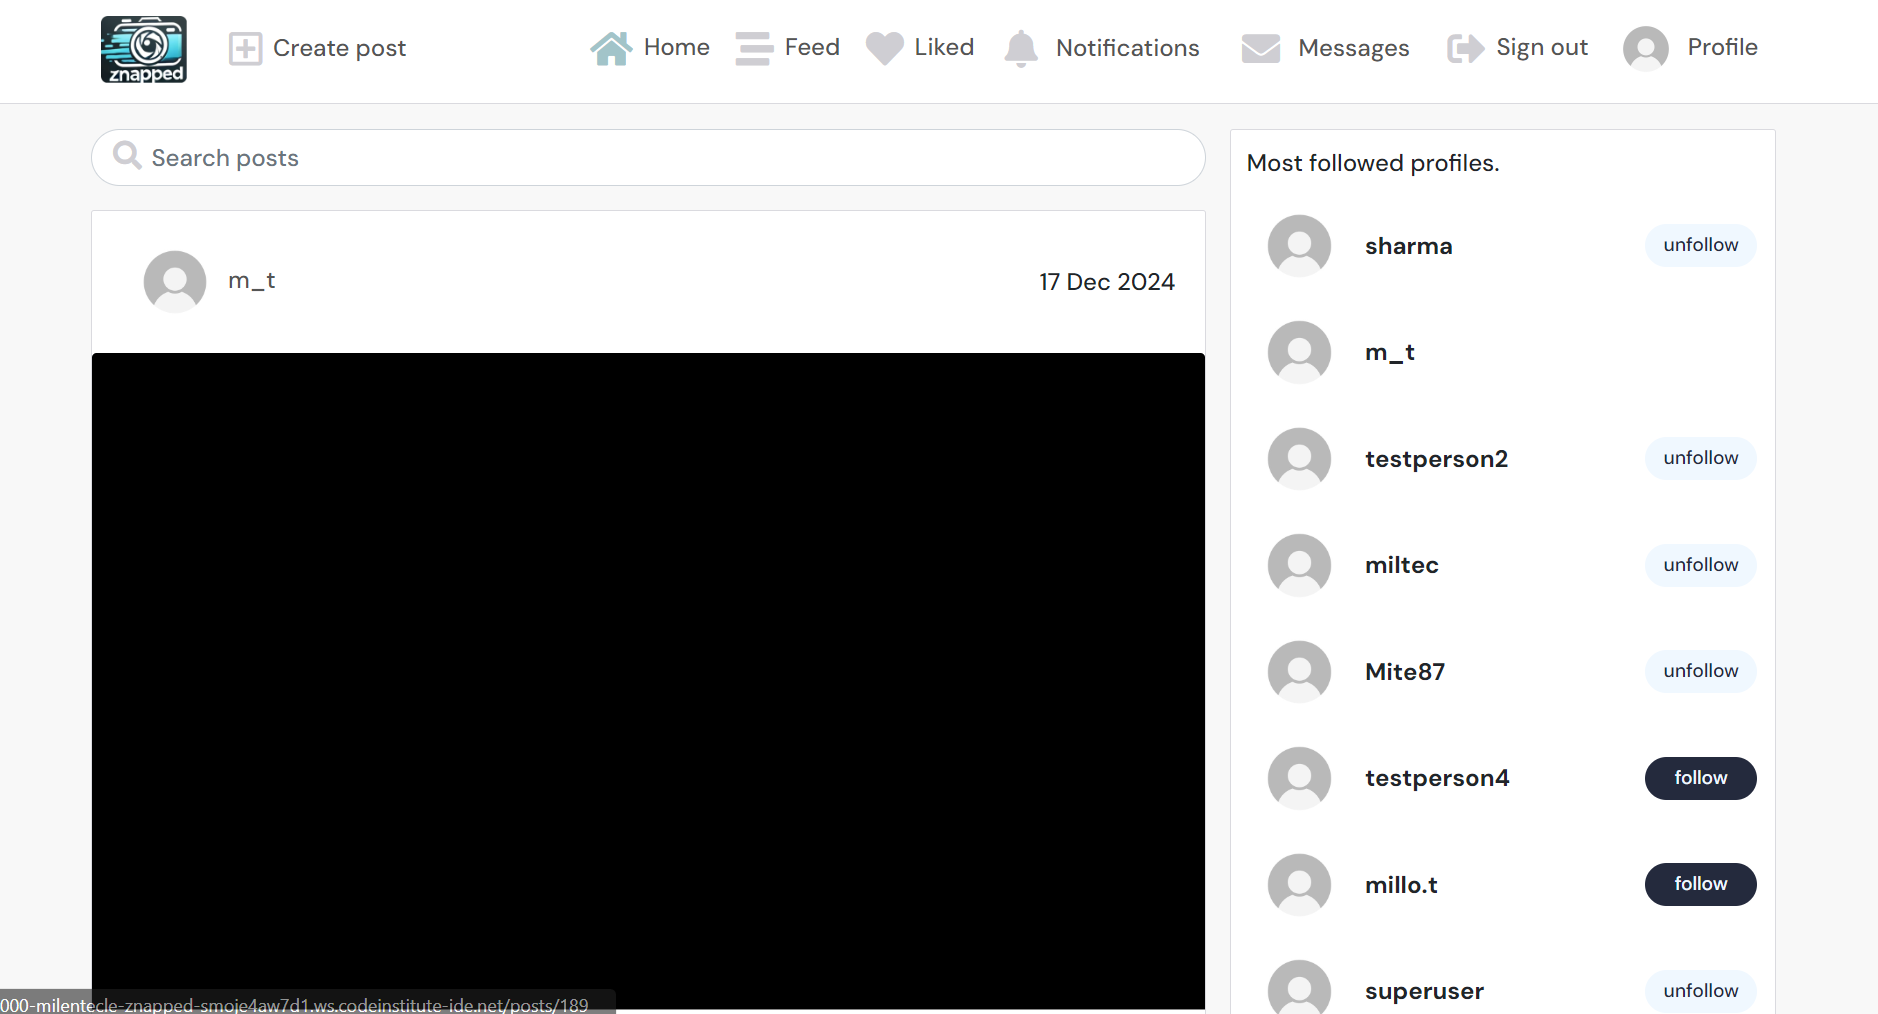 znapped
Create post
Home
Feed
Liked
Notifications
Messages
Sign out
Profile
Search posts
m_t
17 Dec 2024
Most followed profiles.
sharma
unfollow
m_t
testperson2
unfollow
miltec
unfollow
Mite87
unfollow
testperson4
follow
millo.t
follow
superuser
unfollow
000-milentecle-znapped-smoje4aw7d1.ws.codeinstitute-ide.net/posts/189